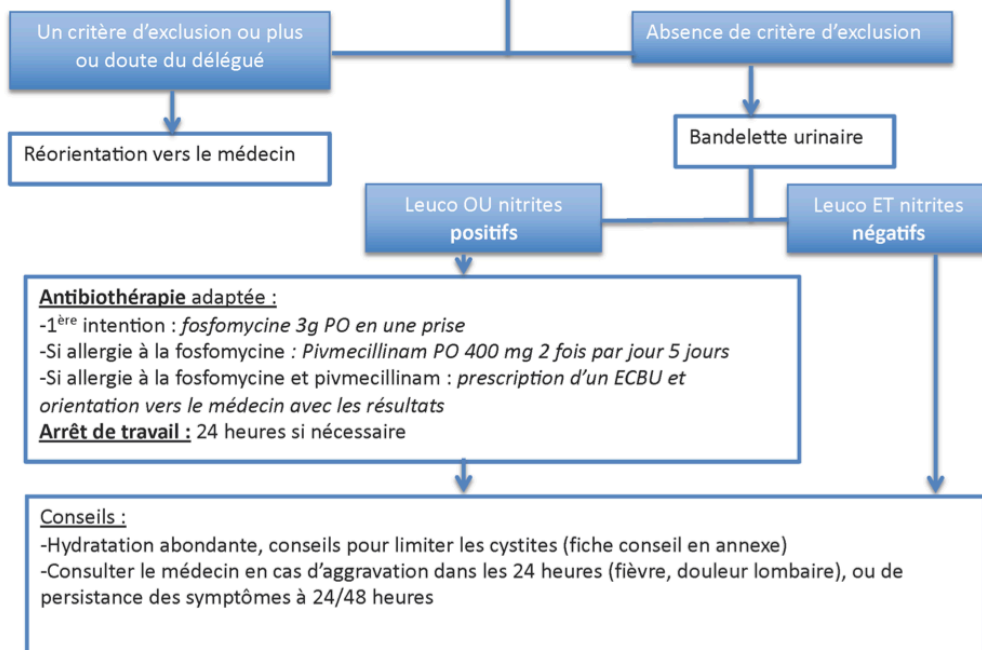 Un critère d'exclusion ou plus
ou doute du délégué
Absence de critère d'exclusion
Réorientation vers le médecin
Bandelette urinaire
Leuco OU nitrites
positifs
Leuco ET nitrites
négatifs
Antibiothérapie adaptée :
-1ère intention : fosfomycine 3g PO en une prise
-Si allergie à la fosfomycine : Pivmecillinam PO 400 mg 2 fois par jour 5 jours
-Si allergie à la fosfomycine et pivmecillinam : prescription d'un ECBU et
orientation vers le médecin avec les résultats
Arrêt de travail : 24 heures si nécessaire
Conseils :
-Hydratation abondante, conseils pour limiter les cystites (fiche conseil en annexe)
-Consulter le médecin en cas d'aggravation dans les 24 heures (fièvre, douleur lombaire), ou de
persistance des symptômes à 24/48 heures